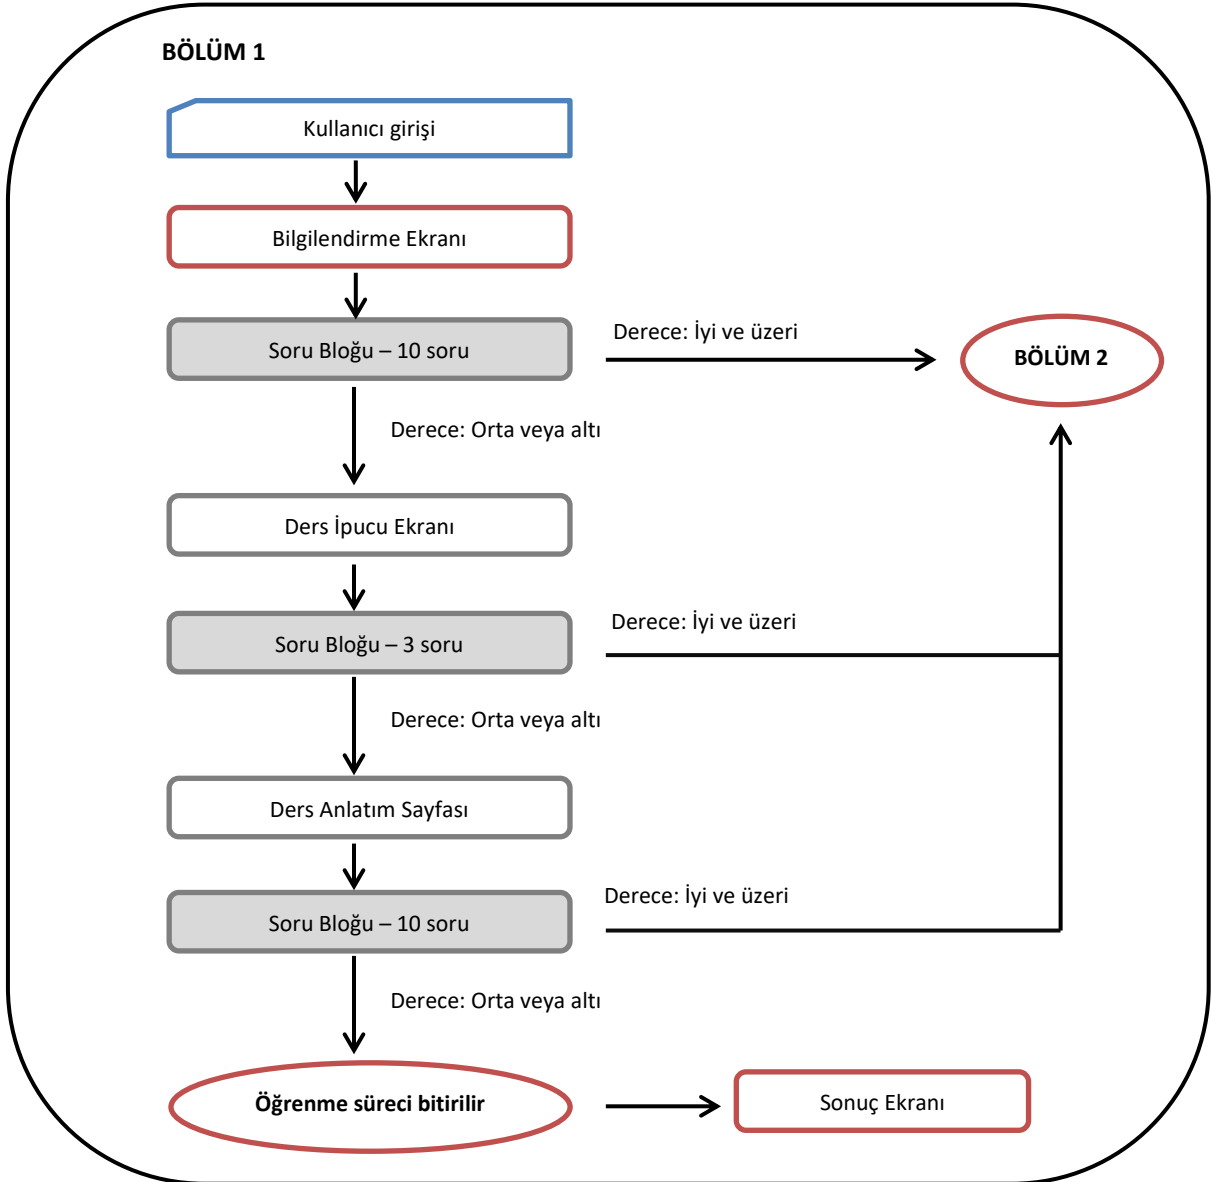 BÖLÜM 1
Kullanıcı girişi
Bilgilendirme Ekranı
Soru Bloğu – 10 soru
Derece: İyi ve üzeri
BÖLÜM 2
Derece: Orta veya altı
Ders İpucu Ekranı
Soru Bloğu – 3 soru
Derece: İyi ve üzeri
Derece: Orta veya altı
Ders Anlatım Sayfası
Soru Bloğu – 10 soru
Derece: İyi ve üzeri
Derece: Orta veya altı
Öğrenme süreci bitirilir
Sonuç Ekranı